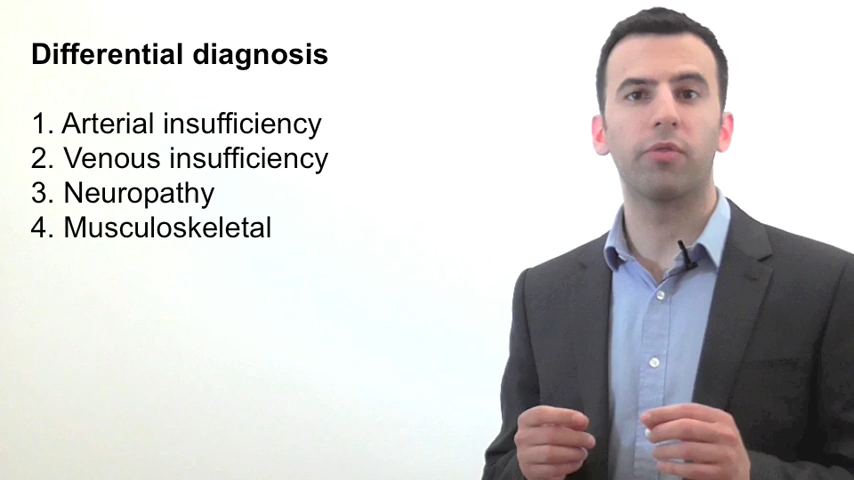 Differential diagnosis
1. Arterial insufficiency
2. Venous insufficiency
3. Neuropathy
4. Musculoskeletal